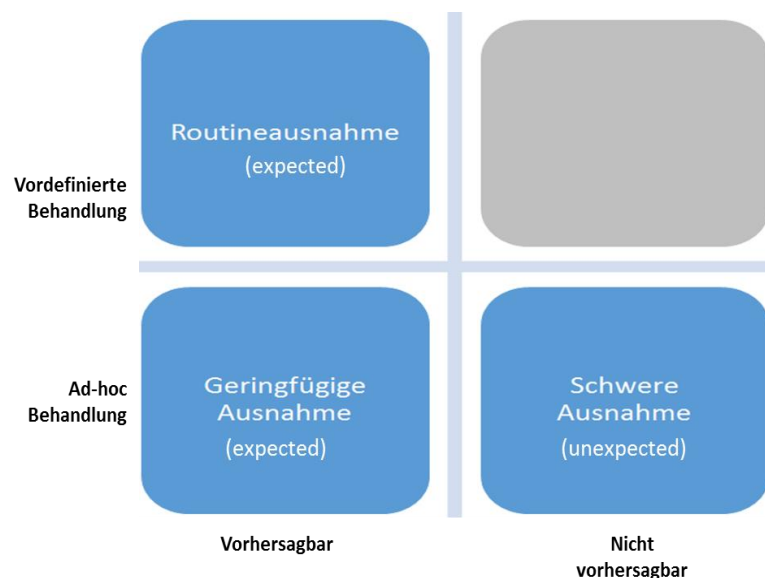 Routineausnahme
(expected)
Vordefinierte
Behandlung
Geringfügige
Ausnahme
(expected)
Schwere
Ausnahme
(unexpected)
Ad-hoc
Behandlung
Vorhersagbar
Nicht
vorhersagbar